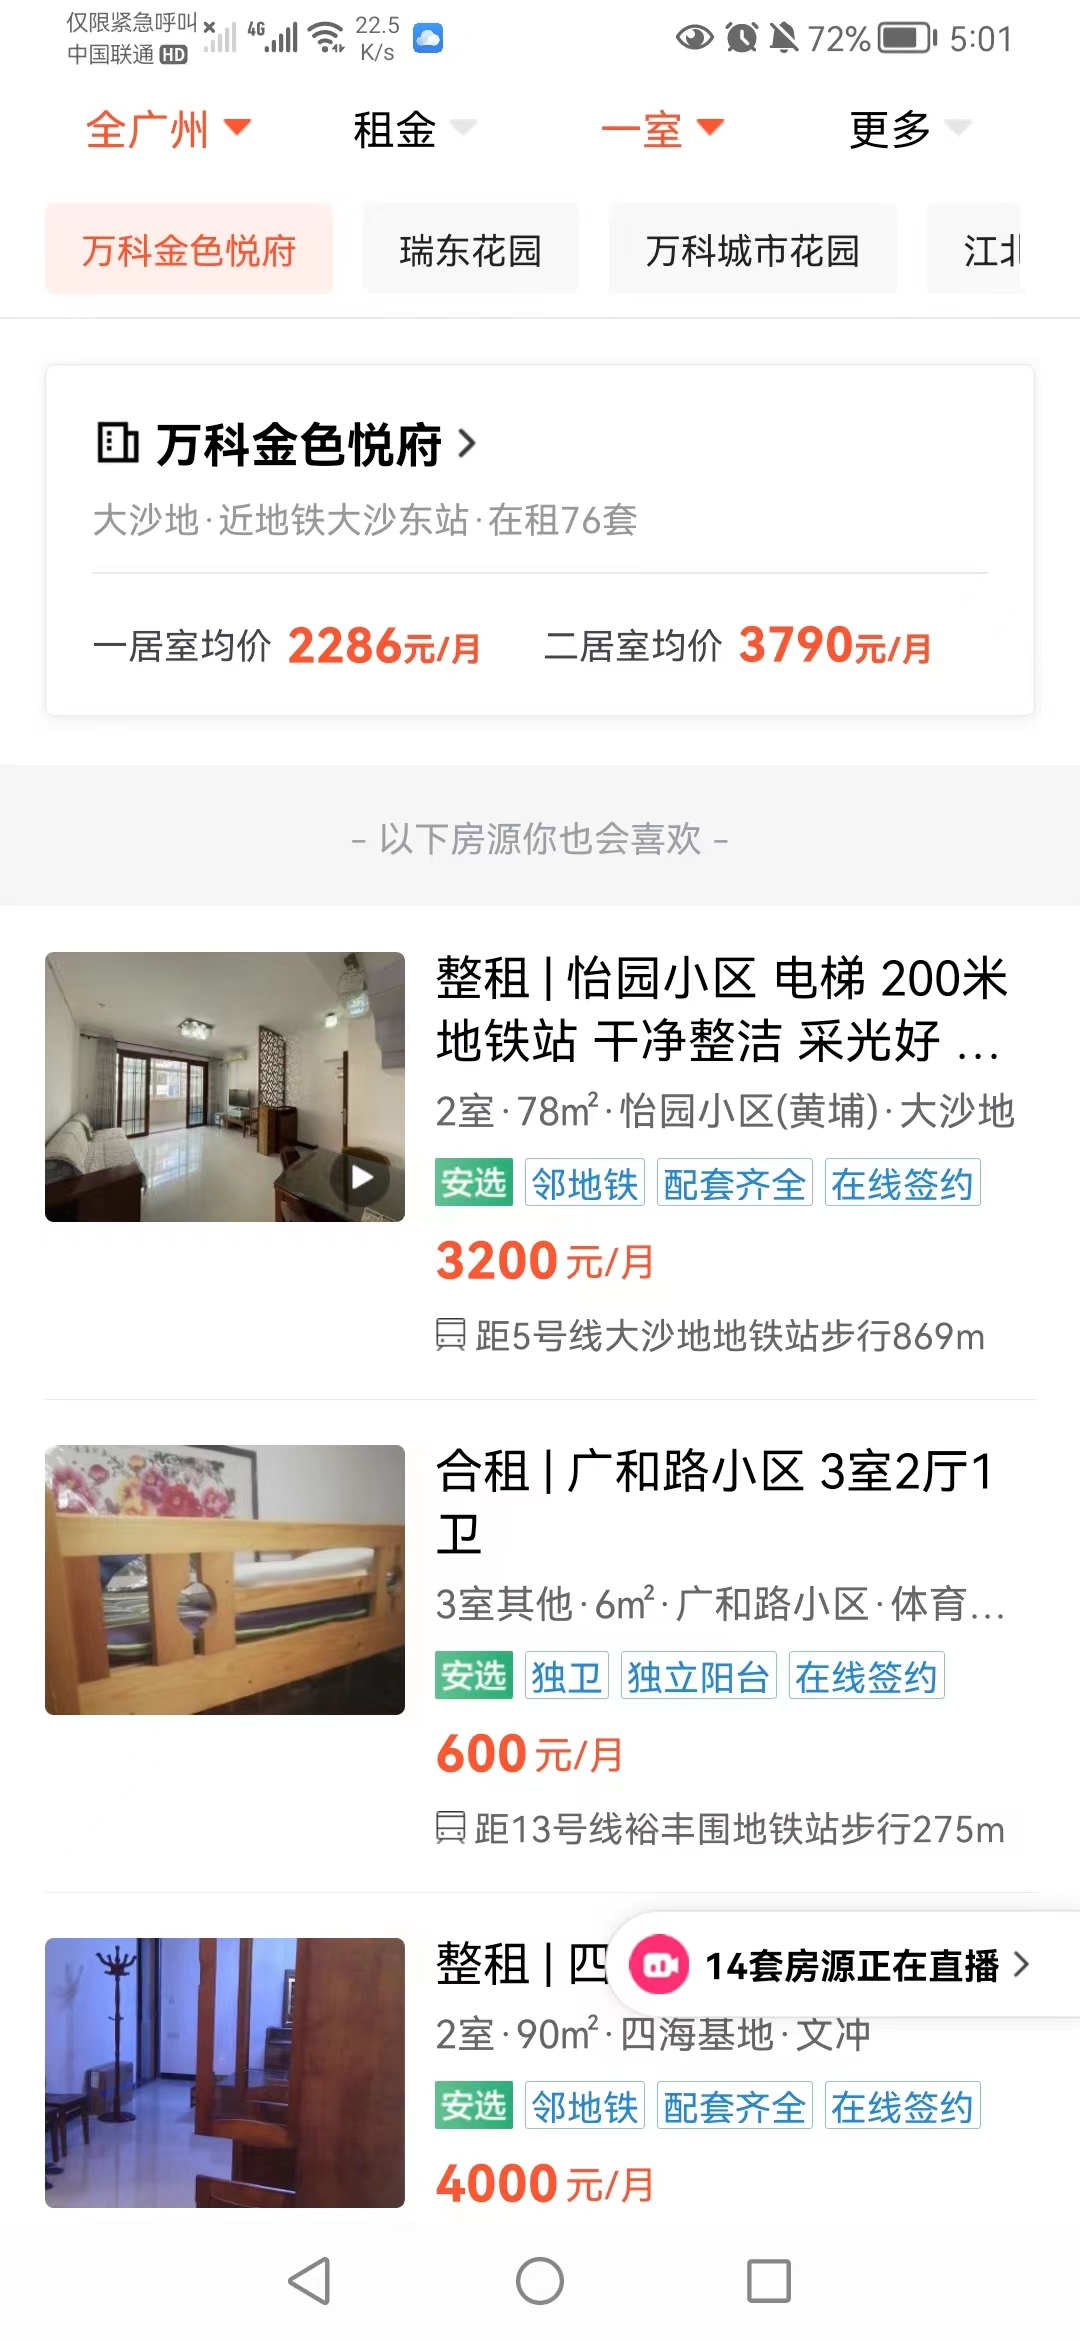 仅限紧急呼叫
中国联通 HD
4G
22.5
K/s
72%
5:01
全广州
租金
一室
更多
万科金色悦府
瑞东花园
万科城市花园
江北
万科金色悦府
大沙地·近地铁大沙东站·在租76套
一居室均价 2286元/月
二居室均价 3790元/月
- 以下房源你也会喜欢 -
整租 | 怡园小区 电梯 200米
地铁站 干净整洁 采光好 ...
2室·78m²·怡园小区(黄埔)·大沙地
安选 邻地铁 配套齐全 在线签约
3200 元/月
距5号线大沙地地铁站步行869m
合租 | 广和路小区 3室2厅1
卫
3室其他·6m²·广和路小区·体育...
安选 独卫 独立阳台 在线签约
600 元/月
距13号线裕丰围地铁站步行275m
整租 | 四
14套房源正在直播
2室·90m²·四海基地·文冲
安选 邻地铁 配套齐全 在线签约
4000 元/月